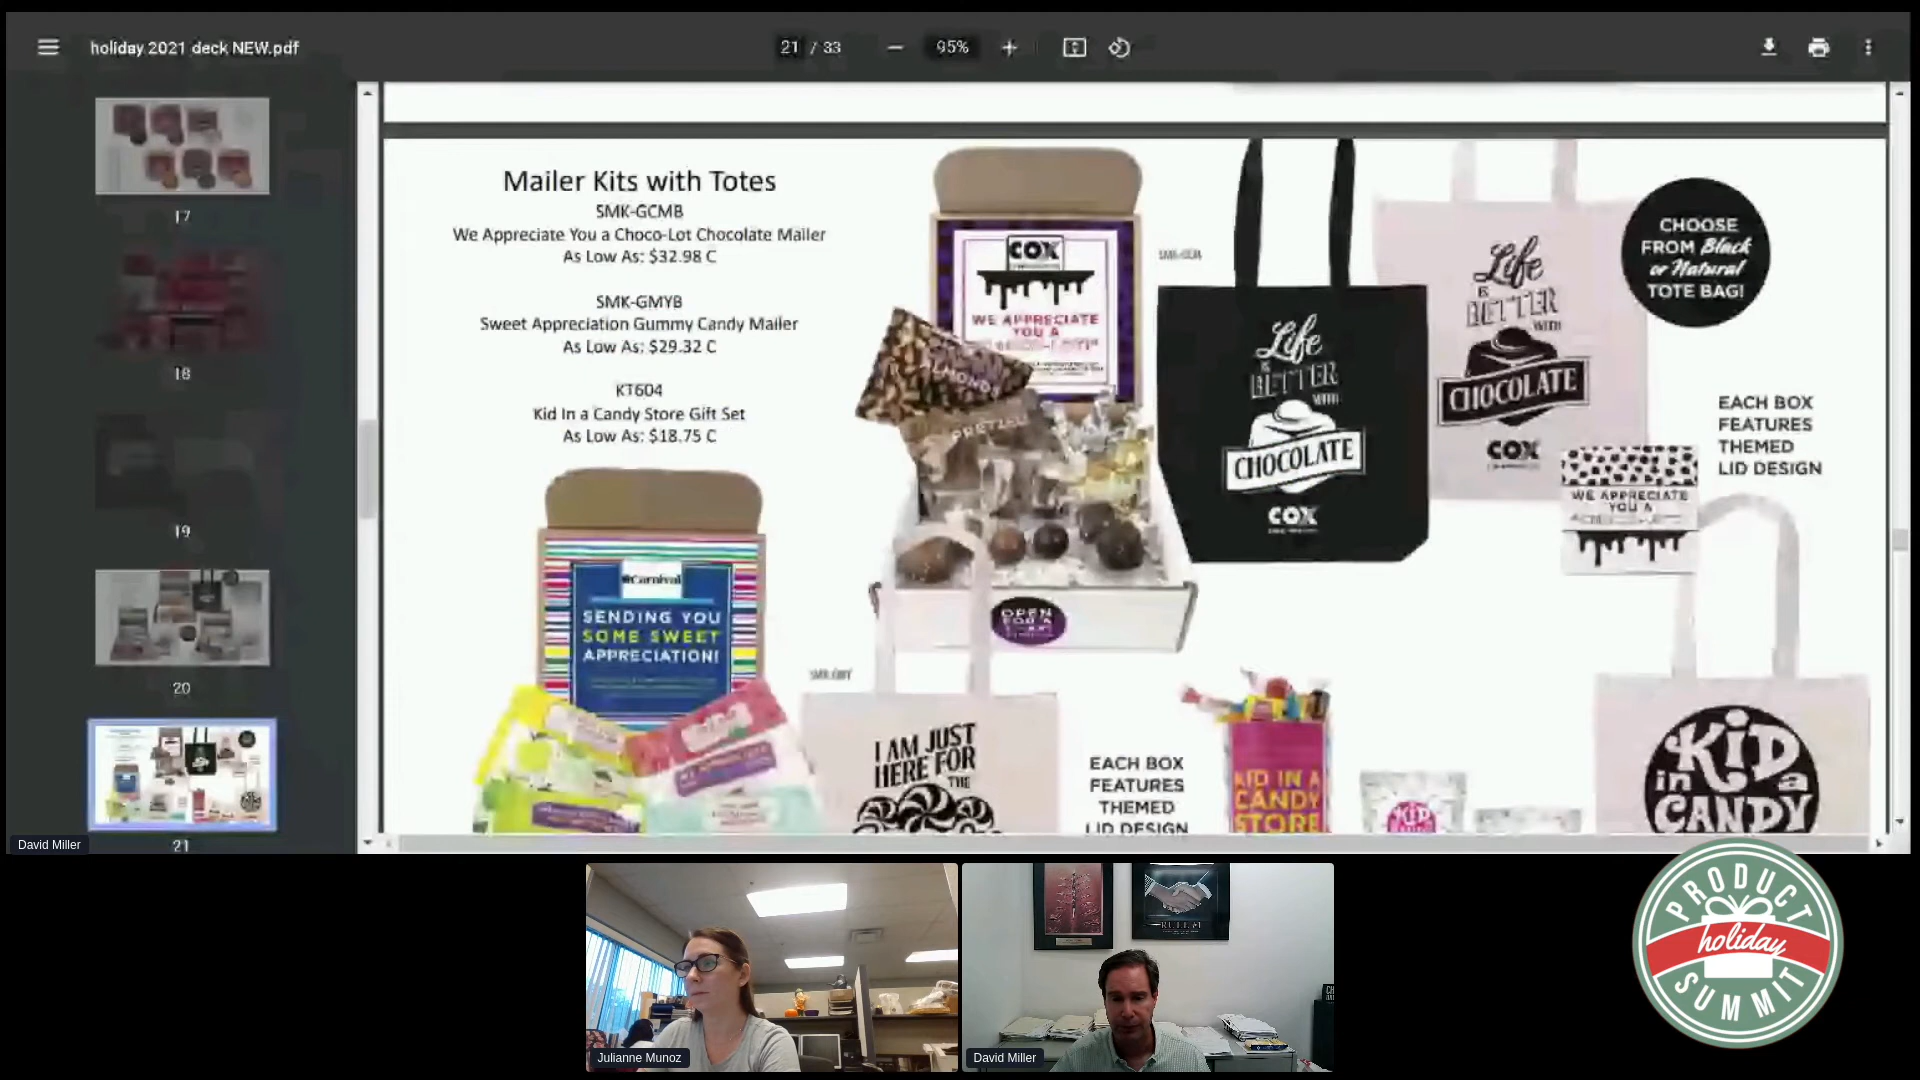 holiday 2021 deck NEW.pdf
21 / 33
95%
17
18
19
20
21
Mailer Kits with Totes
SMK-GCMB
We Appreciate You a Choco-Lot Chocolate Mailer
As Low As: $32.98 C
SMK-GMYB
Sweet Appreciation Gummy Candy Mailer
As Low As: $29.32 C
KT604
Kid In a Candy Store Gift Set
As Low As: $18.75 C
COX
WE APPRECIATE
YOU A
ALMONDS
PRETZEL
OPEN
FOR A
Life
IS
BETTER
WITH
CHOCOLATE
COX
Life
IS
BETTER
WITH
CHOCOLATE
COX
CHOOSE
FROM Black
or Natural
TOTE BAG!
EACH BOX
FEATURES
THEMED
LID DESIGN
WE APPRECIATE
YOU A
Carnival
SENDING YOU
SOME SWEET
APPRECIATION!
I AM JUST
HERE FOR
THE
EACH BOX
FEATURES
THEMED
LID DESIGN
KID IN A
CANDY
STORE
KID
KiD
in a
CANDY
David Miller
Julianne Munoz
David Miller
PRODUCT
holiday
SUMMIT